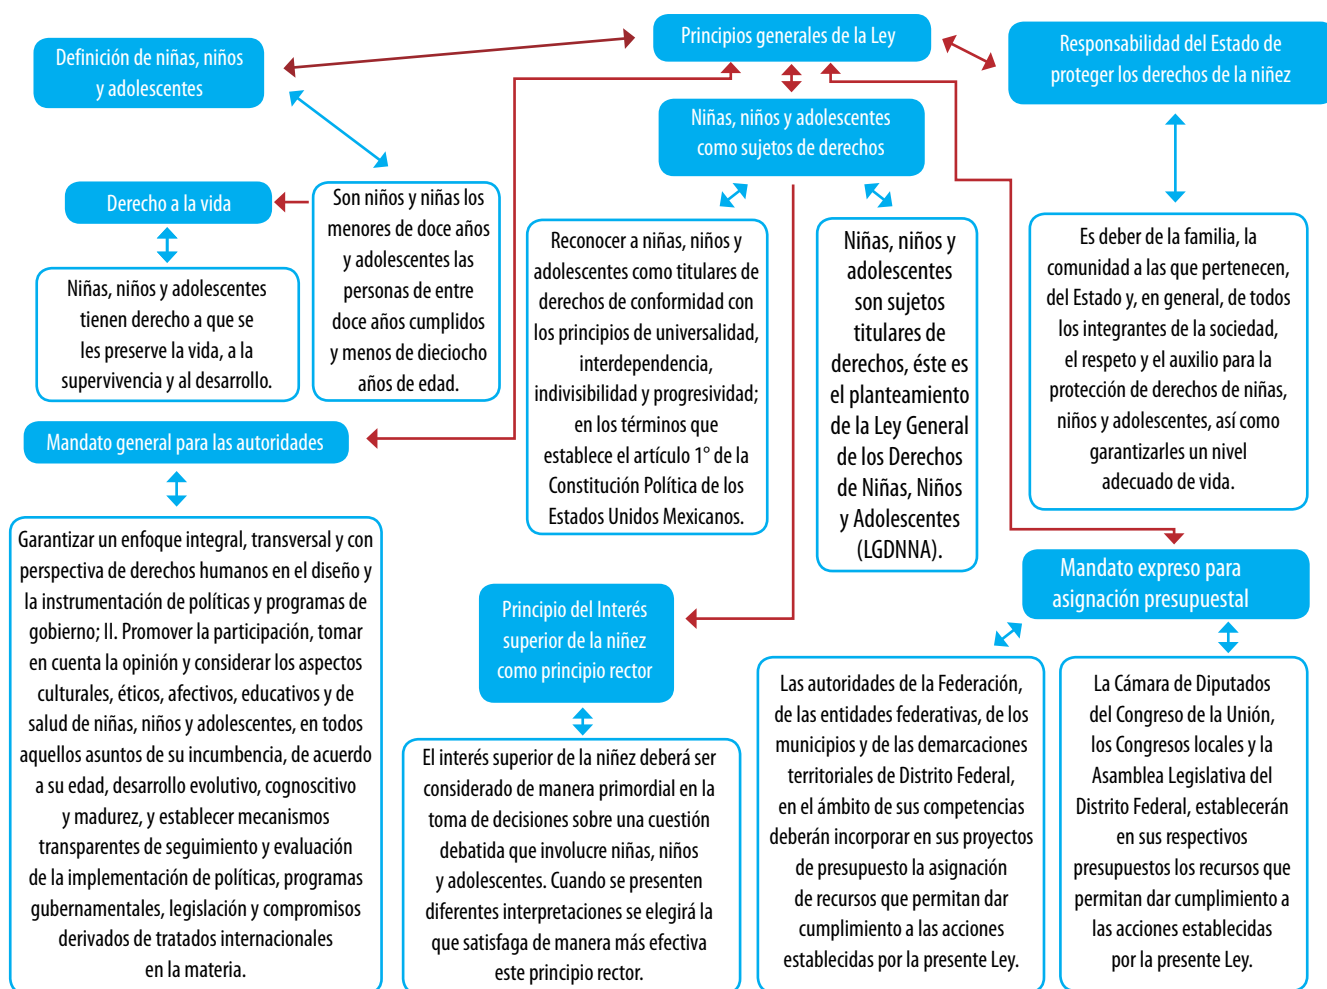 Definición de niñas, niños
y adolescentes
Principios generales de la Ley
Responsabilidad del Estado de
proteger los derechos de la niñez
Niñas, niños y adolescentes
como sujetos de derechos
Derecho a la vida
Son niños y niñas los
menores de doce años
y adolescentes las
personas de entre
doce años cumplidos
y menos de dieciocho
años de edad.
Niñas, niños y adolescentes
tienen derecho a que se
les preserve la vida, a la
supervivencia y al desarrollo.
Reconocer a niñas, niños y
adolescentes como titulares de
derechos de conformidad con
los principios de universalidad,
interdependencia,
indivisibilidad y progresividad;
en los términos que
establece el artículo 1° de la
Constitución Política de los
Estados Unidos Mexicanos.
Niñas, niños y
adolescentes
son sujetos
titulares de
derechos, éste es
el planteamiento
de la Ley General
de los Derechos
de Niñas, Niños
y Adolescentes
(LGDNNA).
Es deber de la familia, la
comunidad a las que pertenecen,
del Estado y, en general, de todos
los integrantes de la sociedad,
el respeto y el auxilio para la
protección de derechos de niñas,
niños y adolescentes, así como
garantizarles un nivel
adecuado de vida.
Mandato general para las autoridades
Garantizar un enfoque integral, transversal y con
perspectiva de derechos humanos en el diseño y
la instrumentación de políticas y programas de
gobierno; II. Promover la participación, tomar
en cuenta la opinión y considerar los aspectos
culturales, éticos, afectivos, educativos y de
salud de niñas, niños y adolescentes, en todos
aquellos asuntos de su incumbencia, de acuerdo
a su edad, desarrollo evolutivo, cognoscitivo
y madurez, y establecer mecanismos
transparentes de seguimiento y evaluación
de la implementación de políticas, programas
gubernamentales, legislación y compromisos
derivados de tratados internacionales
en la materia.
Principio del Interés
superior de la niñez
como principio rector
El interés superior de la niñez deberá ser
considerado de manera primordial en la
toma de decisiones sobre una cuestión
debatida que involucre niñas, niños
y adolescentes. Cuando se presenten
diferentes interpretaciones se elegirá la
que satisfaga de manera más efectiva
este principio rector.
Mandato expreso para
asignación presupuestal
Las autoridades de la Federación,
de las entidades federativas, de los
municipios y de las demarcaciones
territoriales de Distrito Federal,
en el ámbito de sus competencias
deberán incorporar en sus proyectos
de presupuesto la asignación
de recursos que permitan dar
cumplimiento a las acciones
establecidas por la presente Ley.
La Cámara de Diputados
del Congreso de la Unión,
los Congresos locales y la
Asamblea Legislativa del
Distrito Federal, establecerán
en sus respectivos
presupuestos los recursos que
permitan dar cumplimiento a
las acciones establecidas
por la presente Ley.